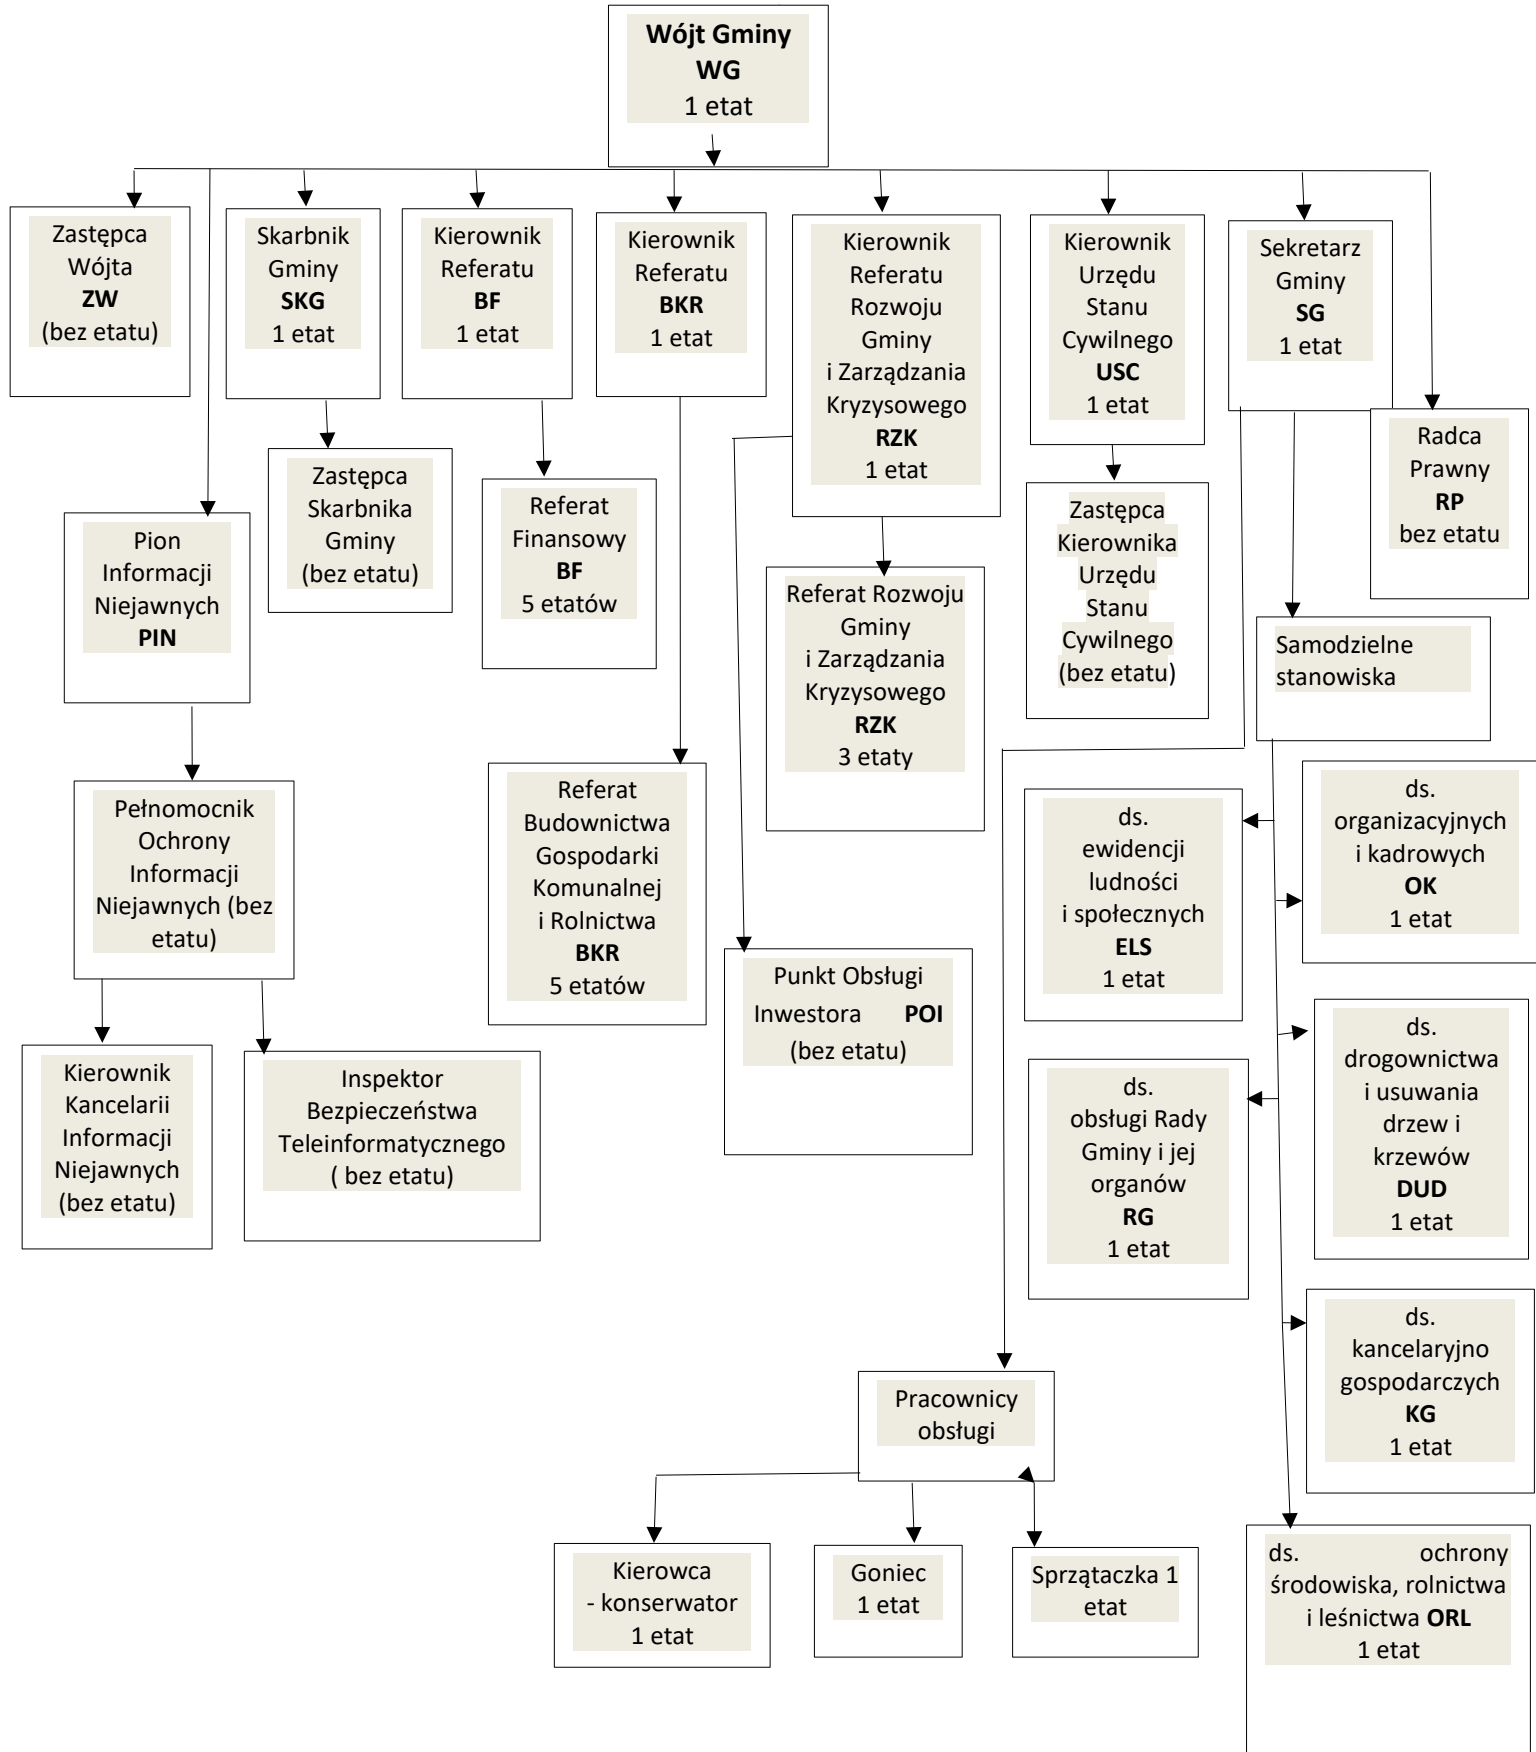 Wójt Gminy
WG
1 etat
Zastępca
Wójta
ZW
(bez etatu)
Skarbnik
Gminy
SKG
1 etat
Kierownik
Referatu
BF
1 etat
Kierownik
Referatu
BKR
1 etat
Kierownik
Referatu
Rozwoju
Gminy
i Zarządzania
Kryzysowego
RZK
1 etat
Kierownik
Urzędu
Stanu
Cywilnego
USC
1 etat
Sekretarz
Gminy
SG
1 etat
Radca
Prawny
RP
bez etatu
Pion
Informacji
Niejawnych
PIN
Zastępca
Skarbnika
Gminy
(bez etatu)
Referat
Finansowy
BF
5 etatów
Referat Rozwoju
Gminy
i Zarządzania
Kryzysowego
RZK
3 etaty
Zastępca
Kierownika
Urzędu
Stanu
Cywilnego
(bez etatu)
Samodzielne
stanowiska
Pełnomocnik
Ochrony
Informacji
Niejawnych (bez
etatu)
Referat
Budownictwa
Gospodarki
Komunalnej
i Rolnictwa
BKR
5 etatów
Punkt Obsługi
Inwestora POI
(bez etatu)
ds.
ewidencji
ludności
i społecznych
ELS
1 etat
ds.
organizacyjnych
i kadrowych
OK
1 etat
Kierownik
Kancelarii
Informacji
Niejawnych
(bez etatu)
Inspektor
Bezpieczeństwa
Teleinformatycznego
( bez etatu)
ds.
obsługi Rady
Gminy i jej
organów
RG
1 etat
ds.
drogownictwa
i usuwania
drzew i
krzewów
DUD
1 etat
ds.
kancelaryjno
gospodarczych
KG
1 etat
Pracownicy
obsługi
Kierowca
- konserwator
1 etat
Goniec
1 etat
Sprzątaczka 1
etat
ds. ochrony
środowiska, rolnictwa
i leśnictwa ORL
1 etat